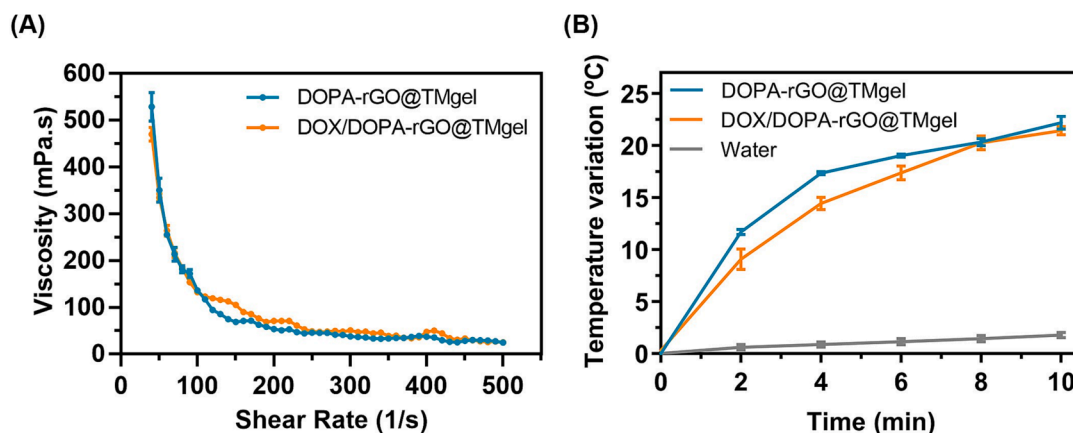 (A)
Viscosity (mPa.s)
600
500
400
300
200
100
0
DOPA-rGO@TMgel
DOX/DOPA-rGO@TMgel
0 100 200 300 400 500
Shear Rate (1/s)
(B)
Temperature variation (ºC)
25
20
15
10
5
0
DOPA-rGO@TMgel
DOX/DOPA-rGO@TMgel
Water
0 2 4 6 8 10
Time (min)